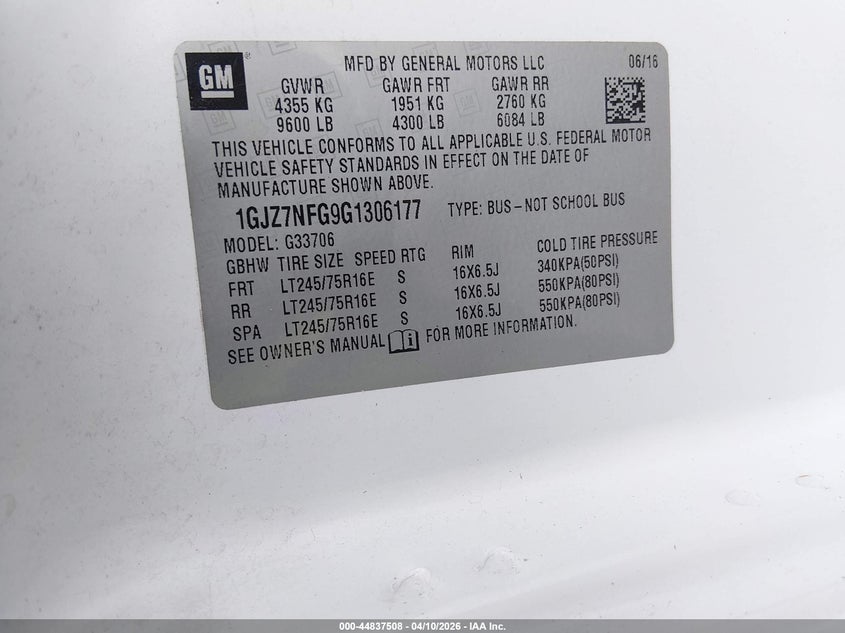 GM
®
MFD BY GENERAL MOTORS LLC 06/16
GVWR GAWR FRT GAWR RR
4355 KG 1951 KG 2760 KG
9600 LB 4300 LB 6084 LB
THIS VEHICLE CONFORMS TO ALL APPLICABLE U.S. FEDERAL MOTOR
VEHICLE SAFETY STANDARDS IN EFFECT ON THE DATE OF
MANUFACTURE SHOWN ABOVE.
1GJZ7NFG9G1306177 TYPE: BUS – NOT SCHOOL BUS
MODEL: G33706
GBHW TIRE SIZE SPEED RTG RIM COLD TIRE PRESSURE
FRT LT245/75R16E S 16X6.5J 340KPA(50PSI)
RR LT245/75R16E S 16X6.5J 550KPA(80PSI)
SPA LT245/75R16E S 16X6.5J 550KPA(80PSI)
SEE OWNER'S MANUAL FOR MORE INFORMATION.
000-44837508 - 04/10/2026 - IAA Inc.